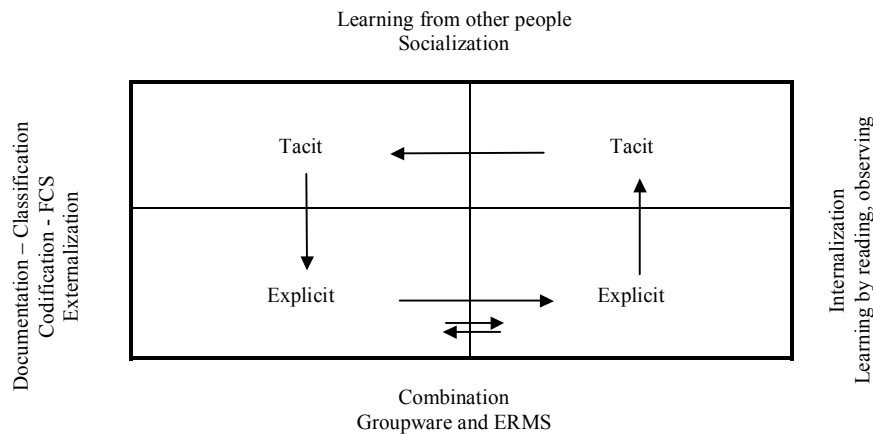 Learning from other people
Socialization
Documentation – Classification
Codification - FCS
Externalization
Tacit
Tacit
Explicit
Explicit
Internalization
Learning by reading, observing
Combination
Groupware and ERMS